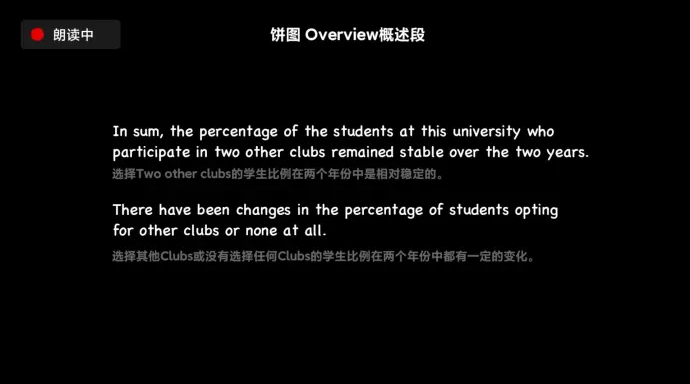 朗读中
饼图 Overview概述段
In sum, the percentage of the students at this university who
participate in two other clubs remained stable over the two years.
选择Two other clubs的学生比例在两个年份中是相对稳定的。
There have been changes in the percentage of students opting
for other clubs or none at all.
选择其他Clubs或没有选择任何Clubs的学生比例在两个年份中都有一定的变化。